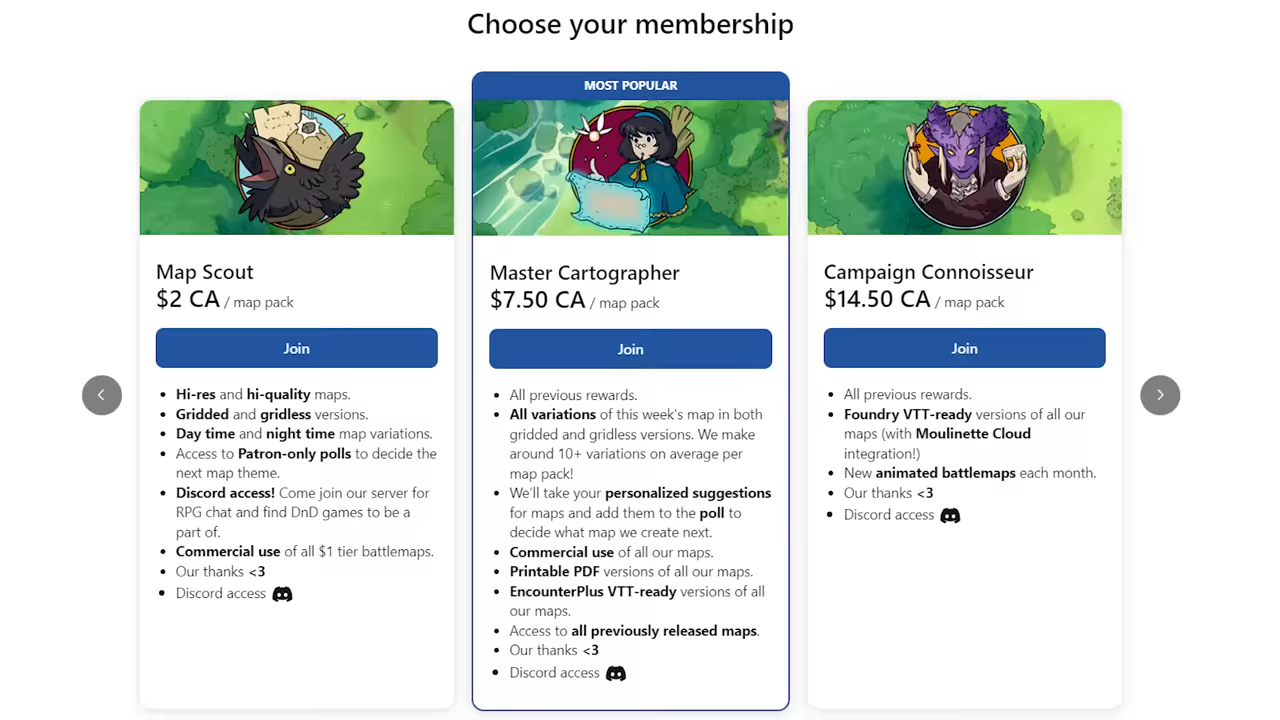 Choose your membership
MOST POPULAR
Map Scout
$2 CA / map pack
Join
• Hi-res and hi-quality maps.
• Gridded and gridless versions.
• Day time and night time map variations.
• Access to Patron-only polls to decide the
next map theme.
• Discord access! Come join our server for
RPG chat and find DnD games to be a
part of.
• Commercial use of all $1 tier battlemaps.
• Our thanks <3
• Discord access
Master Cartographer
$7.50 CA / map pack
Join
• All previous rewards.
• All variations of this week's map in both
gridded and gridless versions. We make
around 10+ variations on average per
map pack!
• We'll take your personalized suggestions
for maps and add them to the poll to
decide what map we create next.
• Commercial use of all our maps.
• Printable PDF versions of all our maps.
• EncounterPlus VTT-ready versions of all
our maps.
• Access to all previously released maps.
• Our thanks <3
• Discord access
Campaign Connoisseur
$14.50 CA / map pack
Join
• All previous rewards.
• Foundry VTT-ready versions of all our
maps (with Moulinette Cloud
integration!)
• New animated battlemaps each month.
• Our thanks <3
• Discord access